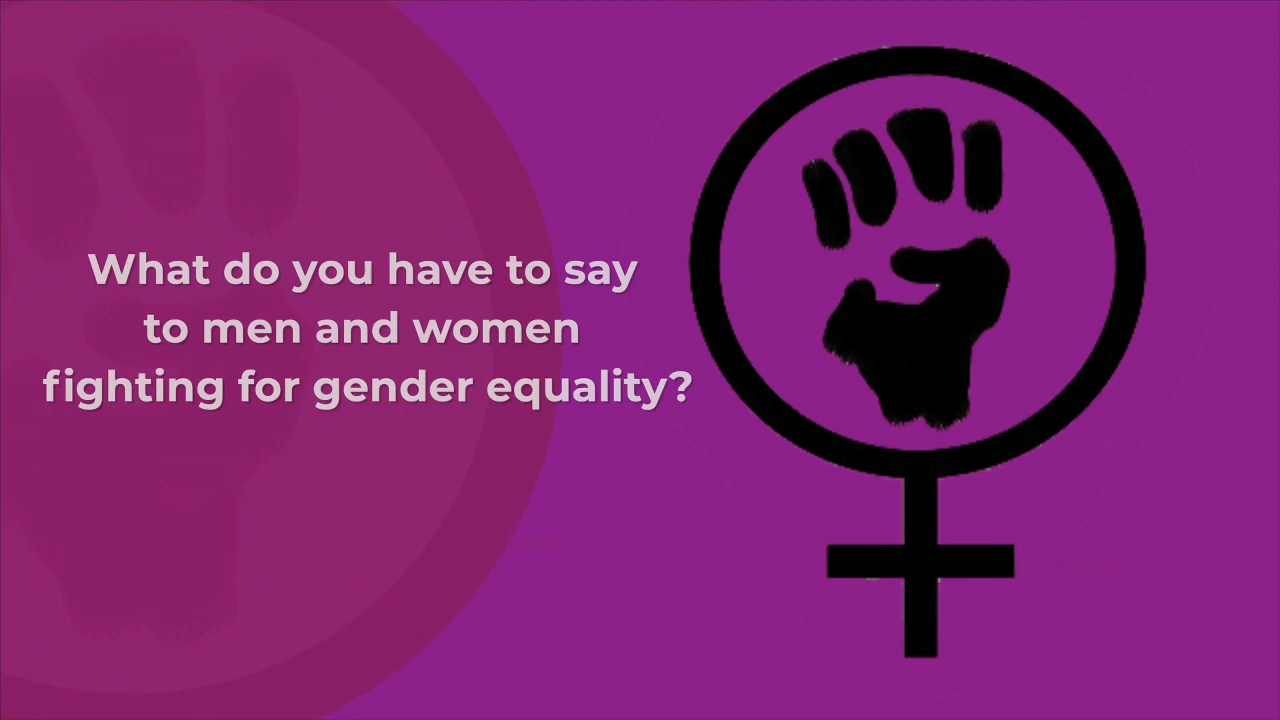 What do you have to say
to men and women
fighting for gender equality?